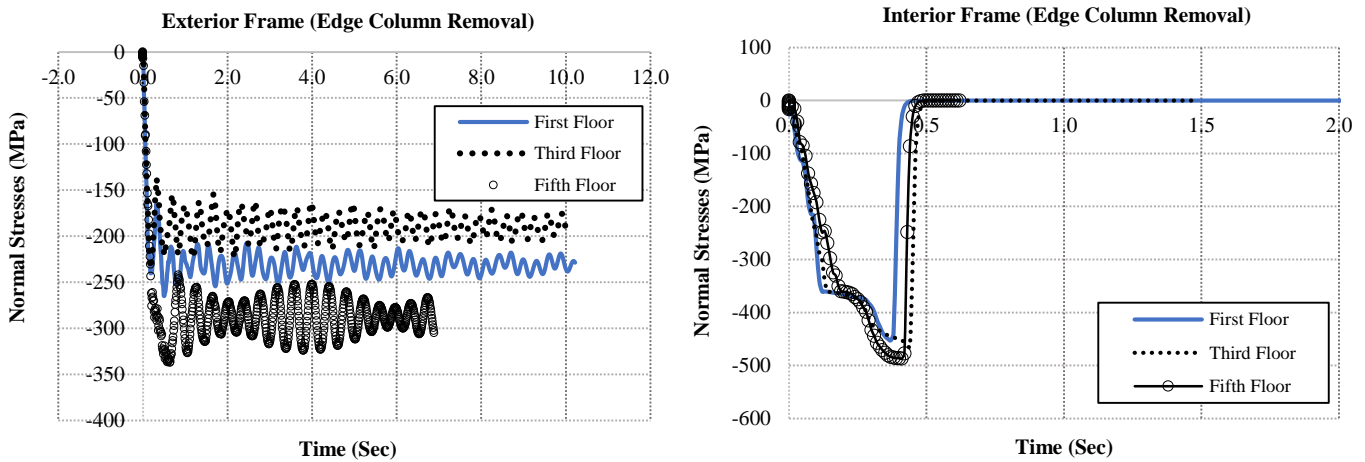 Exterior Frame (Edge Column Removal)
0
-50
-100
-150
-200
-250
-300
-350
-400
-2.0 0.0 2.0 4.0 6.0 8.0 10.0 12.0
Normal Stresses (MPa)
Time (Sec)
First Floor
Third Floor
Fifth Floor
Interior Frame (Edge Column Removal)
100
0
-100
-200
-300
-400
-500
-600
0.0 0.5 1.0 1.5 2.0
Normal Stresses (MPa)
Time (Sec)
First Floor
Third Floor
Fifth Floor